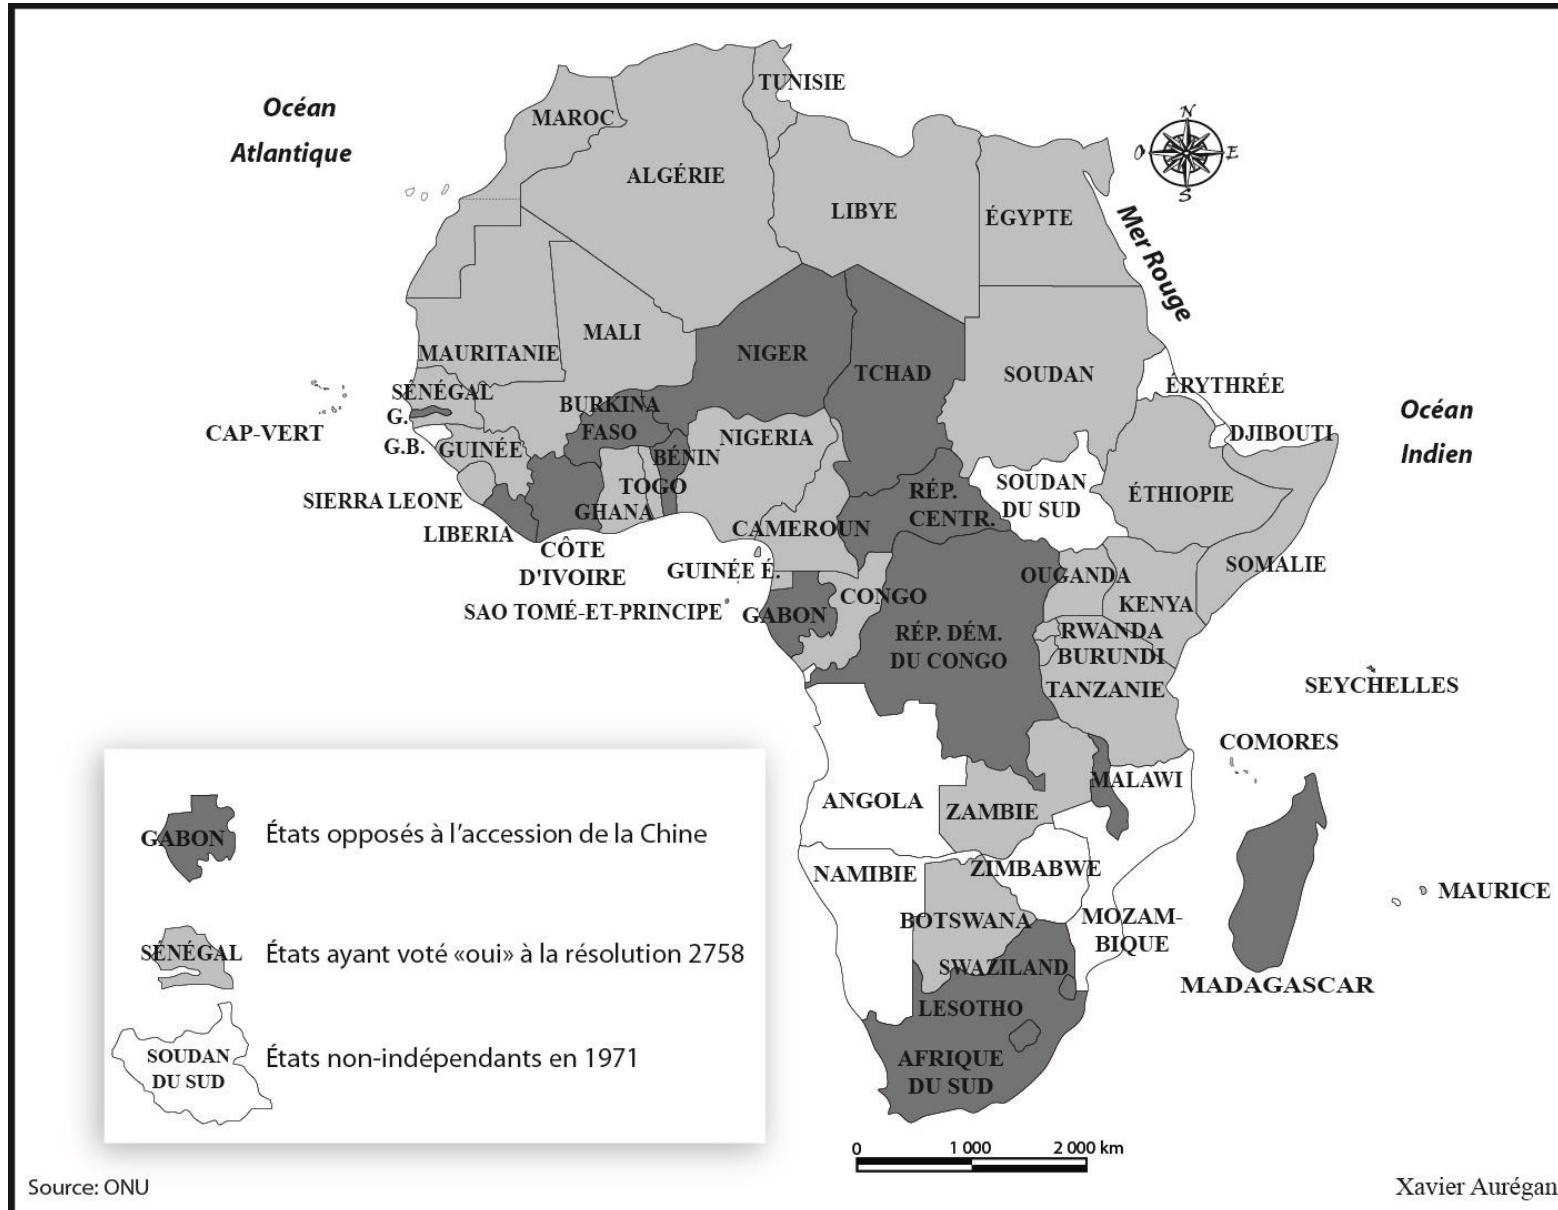 Océan
Atlantique
MAROC
TUNISIE
ALGÉRIE
LIBYE
ÉGYPTE
N
O
E
S
Mer Rouge
MALI
MAURITANIE
NIGER
TCHAD
SOUDAN
ÉRYTHRÉE
SÉNÉGAL
G.
G.B.
CAP-VERT
BURKINA
FASO
GUINÉE
NIGERIA
BÉNIN
TOGO
GHANA
DJIBOUTI
Océan
Indien
SIERRA LEONE
LIBERIA
CÔTE
D'IVOIRE
CAMEROUN
RÉP.
CENTR.
SOUDAN
DU SUD
ÉTHIOPIE
SOMALIE
GUINÉE É.
SAO TOMÉ-ET-PRINCIPE
GABON
CONGO
RÉP. DÉM.
DU CONGO
OUGANDA
KENYA
RWANDA
BURUNDI
TANZANIE
SEYCHELLES
COMORES
MALAWI
ANGOLA
ZAMBIE
NAMIBIE
ZIMBABWE
BOTSWANA
MOZAM-
BIQUE
MAURICE
MADAGASCAR
SWAZILAND
LESOTHO
AFRIQUE
DU SUD
GABON
États opposés à l’accession de la Chine
SÉNÉGAL
États ayant voté «oui» à la résolution 2758
SOUDAN
DU SUD
États non-indépendants en 1971
0 1 000 2 000 km
Source: ONU
Xavier Aurégan